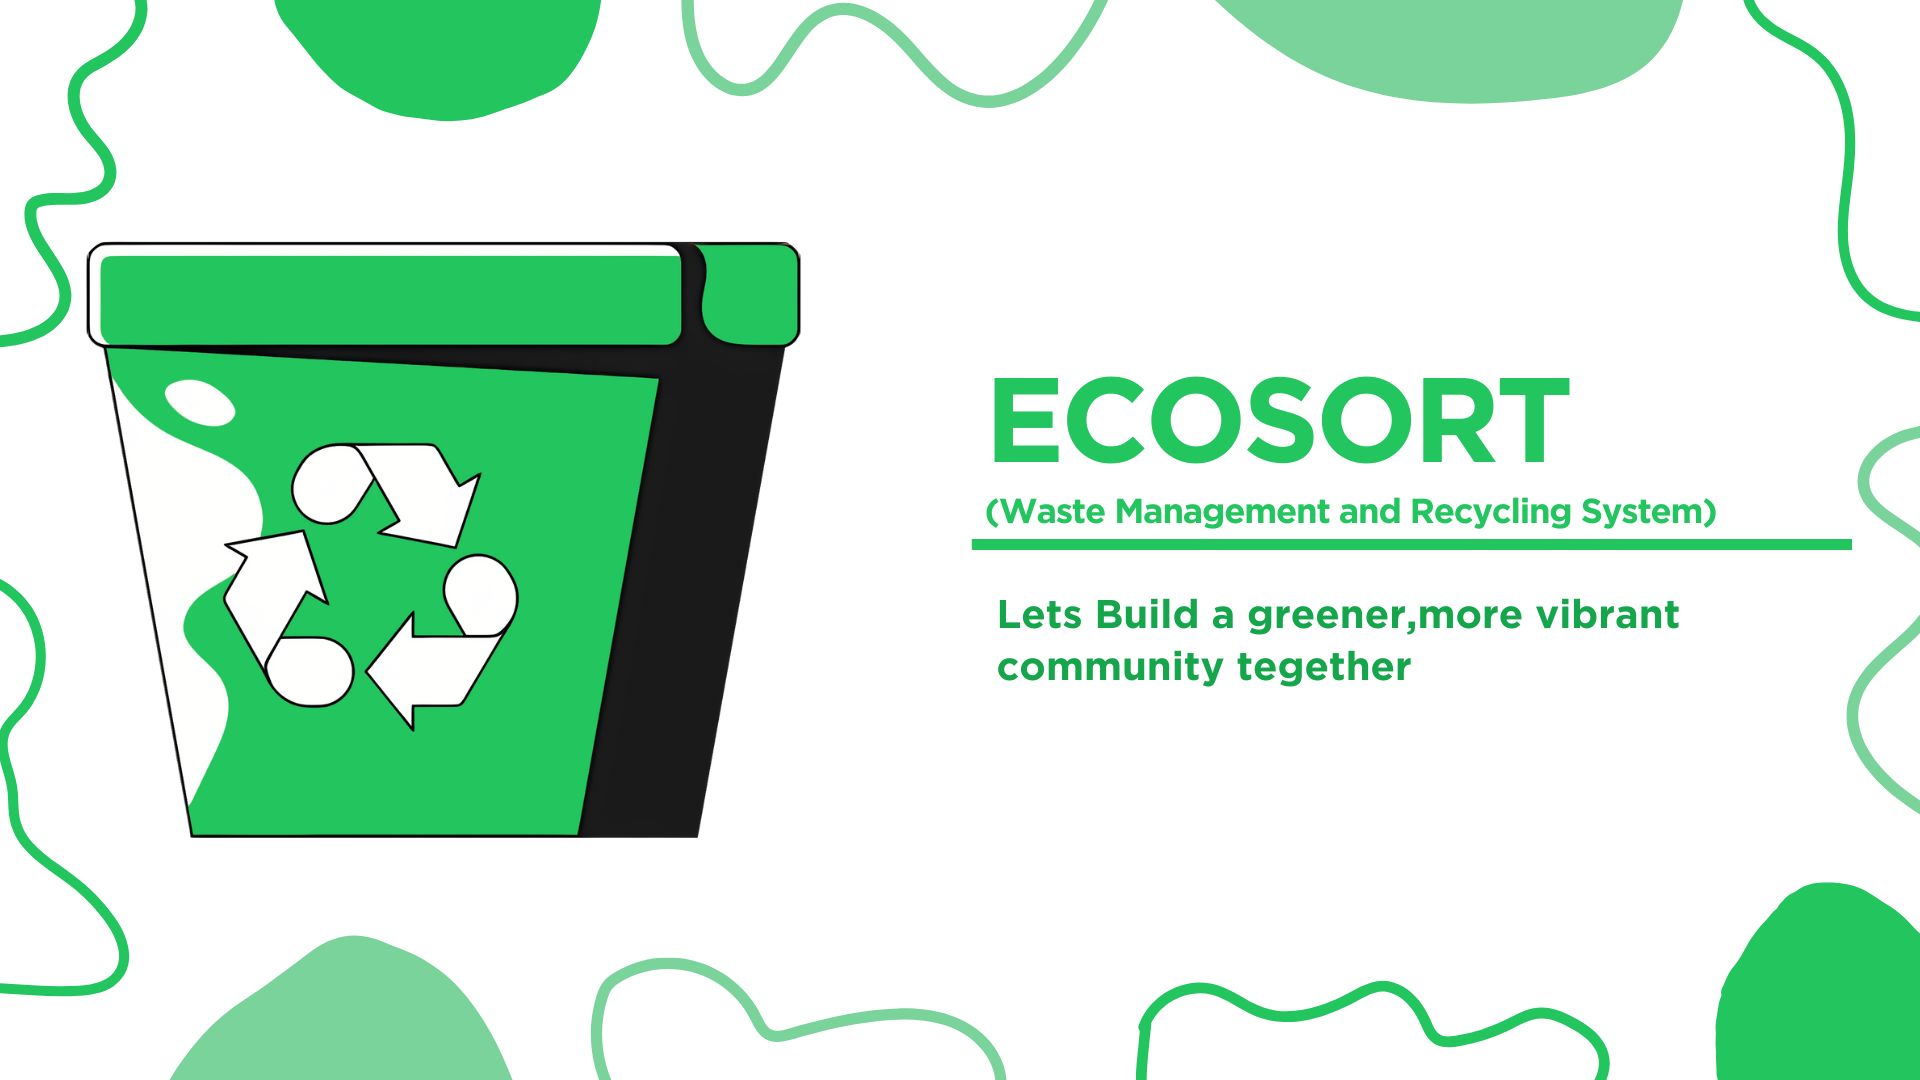 ECOSORT
(Waste Management and Recycling System)
Lets Build a greener,more vibrant
community tegether